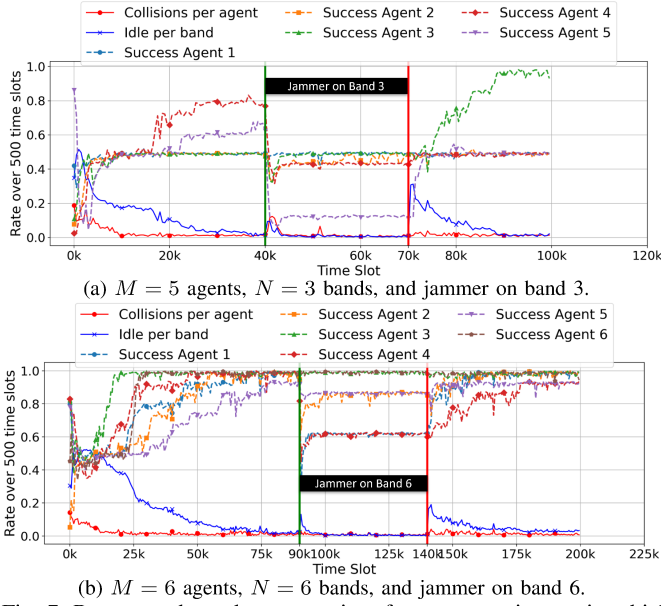 Collisions per agent
Idle per band
Success Agent 1
Success Agent 2
Success Agent 3
Success Agent 4
Success Agent 5
Rate over 500 time slots
1.0
0.8
0.6
0.4
0.2
0.0
Jammer on Band 3
0k 20k 40k 60k 70k 80k 100k 120k
Time Slot
(a) M = 5 agents, N = 3 bands, and jammer on band 3.
Collisions per agent
Idle per band
Success Agent 1
Success Agent 2
Success Agent 3
Success Agent 4
Success Agent 5
Success Agent 6
Rate over 500 time slots
1.0
0.8
0.6
0.4
0.2
0.0
Jammer on Band 6
0k 25k 50k 75k 90k 100k 125k 140k 150k 175k 200k 225k
Time Slot
(b) M = 6 agents, N = 6 bands, and jammer on band 6.